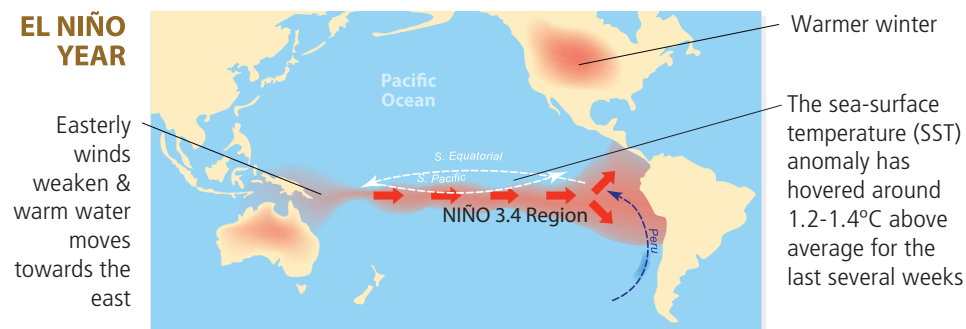 EL NIÑO
YEAR
Easterly
winds
weaken &
warm water
moves
towards the
east
Pacific
Ocean
S. Equatorial
S. Pacific
NIÑO 3.4 Region
Peru
Warmer winter
The sea-surface
temperature (SST)
anomaly has
hovered around
1.2-1.4ºC above
average for the
last several weeks